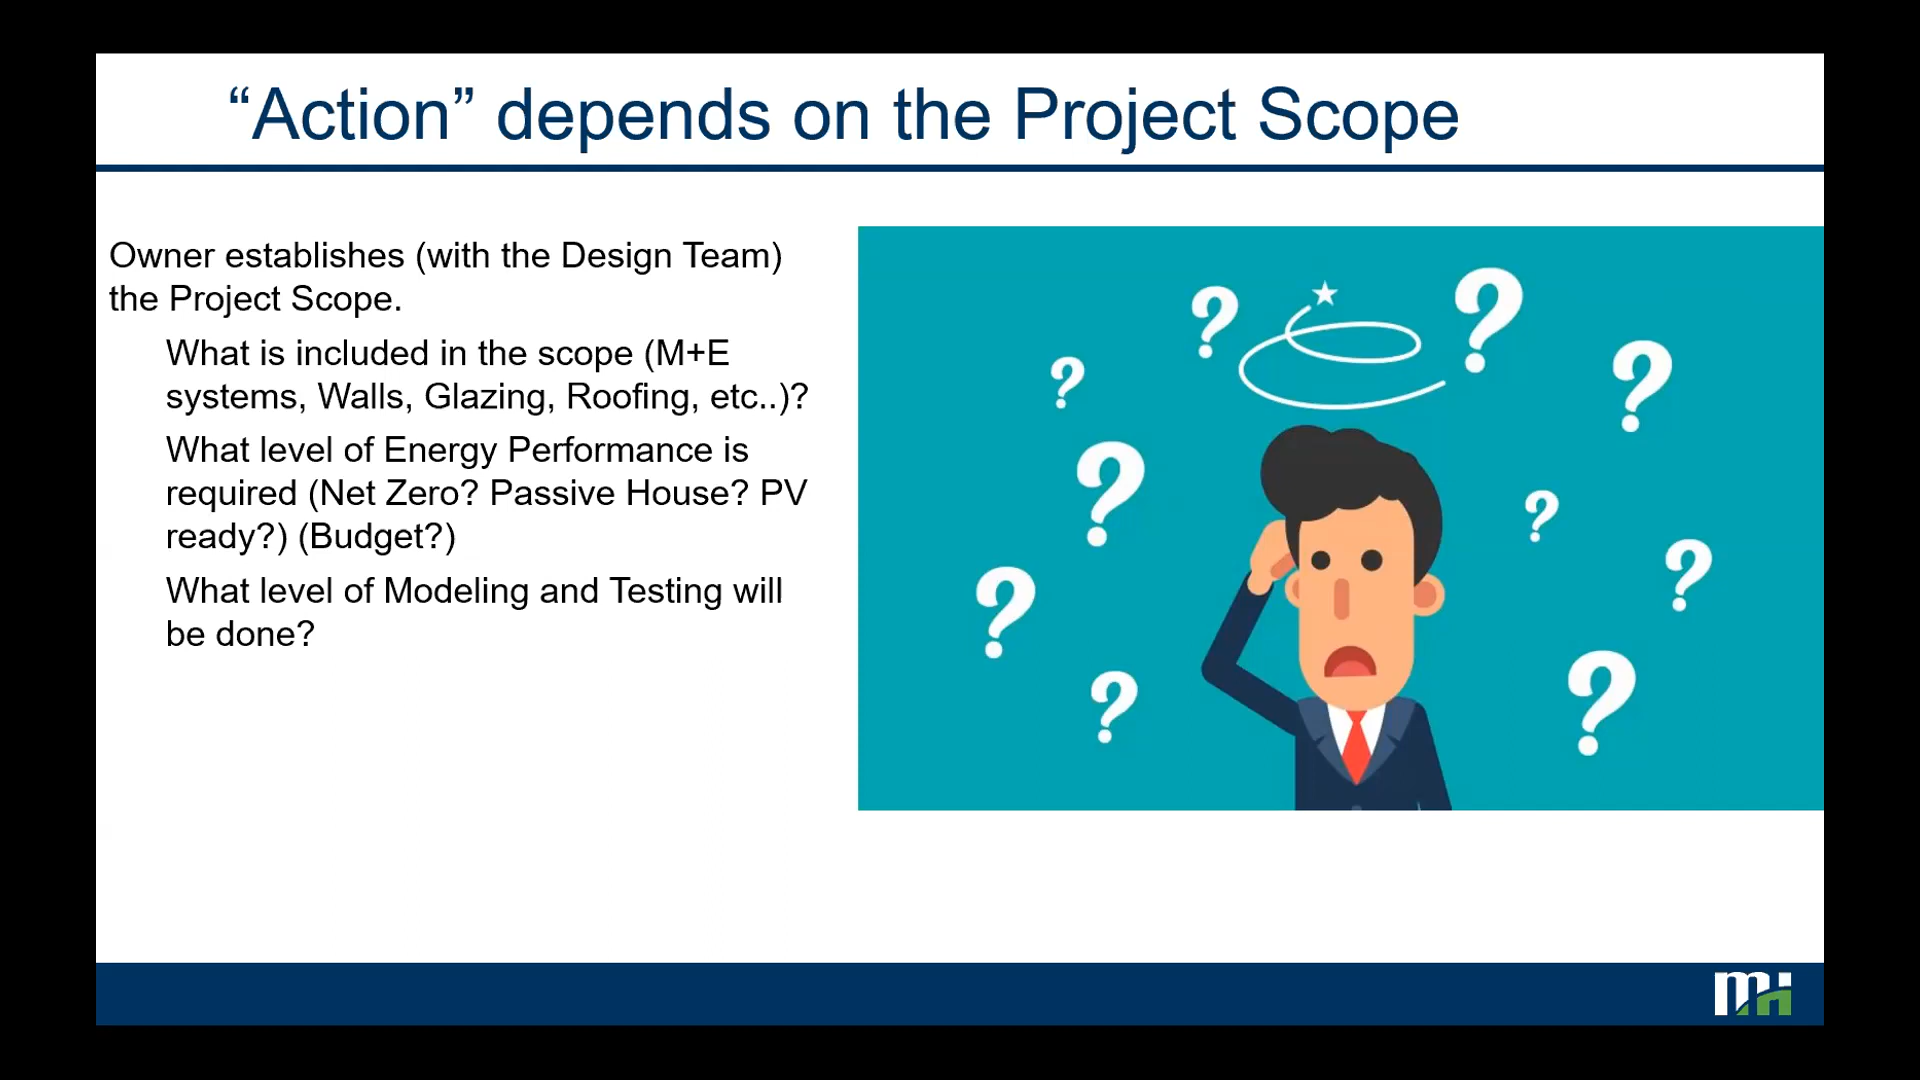 “Action” depends on the Project Scope
Owner establishes (with the Design Team)
the Project Scope.
What is included in the scope (M+E
systems, Walls, Glazing, Roofing, etc..)?
What level of Energy Performance is
required (Net Zero? Passive House? PV
ready?) (Budget?)
What level of Modeling and Testing will
be done?
? ? ? ? ? ? ? ? ? ? ?
mh